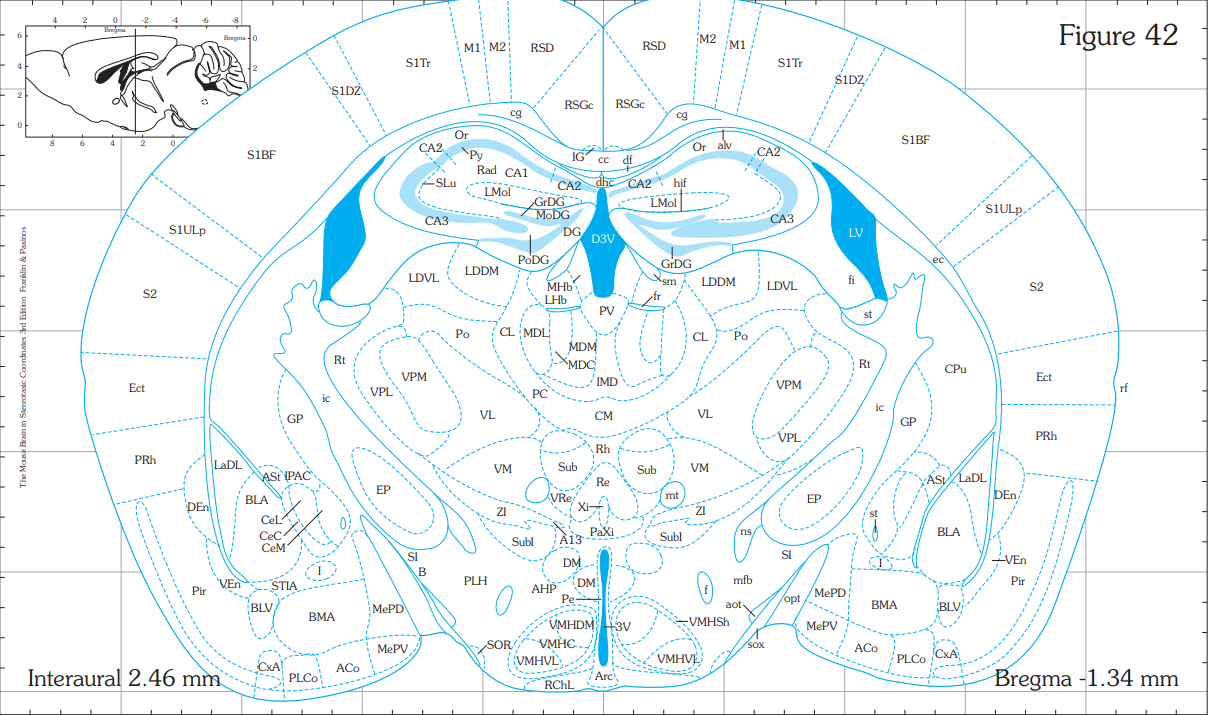 Figure 42
4 2 0 -2 -4 -6 -8
Bregma
Bregma 0
6
4
2
2
0
8 6 4 2 0
M1 M2 RSD RSD M2 M1
S1Tr S1Tr
S1DZ S1DZ
RSGc RSGc
cg cg
S1BF S1BF
Or Or alv
CA2 Py IG cc df CA2
Rad CA1
SLu LMol CA2 dhc CA2 hif
GrDG LMol
MoDG
CA3 CA3
S1ULp S1ULp
DG D3V LV
PoDG GrDG ec
LDVL LDDM sm LDDM LDVL fi
S2 MHb S2
LHb fr
PV st
Po CL MDL CL Po
MDM
Rt MDC Rt CPu
VPM IMD VPM
Ect VPL PC Ect rf
ic ic
GP VL CM VL GP
VPL PRh
Rh
PRh LaDL VM Sub Sub VM
ASt IPAC Re ASt LaDL
EP VRe mt EP DEn
DEn BLA Xi
CeL ZI ZI st
CeC PaXi ns BLA
CeM SubI A13 SubI
SI SI
I B DM I VEn
Pir VEn STIA PLH AHP DM f mfb Pir
Pe aot opt MePD
BLV MePD BMA BLV
BMA VMHDM 3V VMHSh MePV
VMHC sox
MePV SOR VMHVL VMHVL ACo CxA
CxA ACo PLCo
PLCo Arc
RChL
Interaural 2.46 mm Bregma -1.34 mm
The Mouse Brain in Stereotaxic Coordinates 3rd Edition Franklin & Paxinos